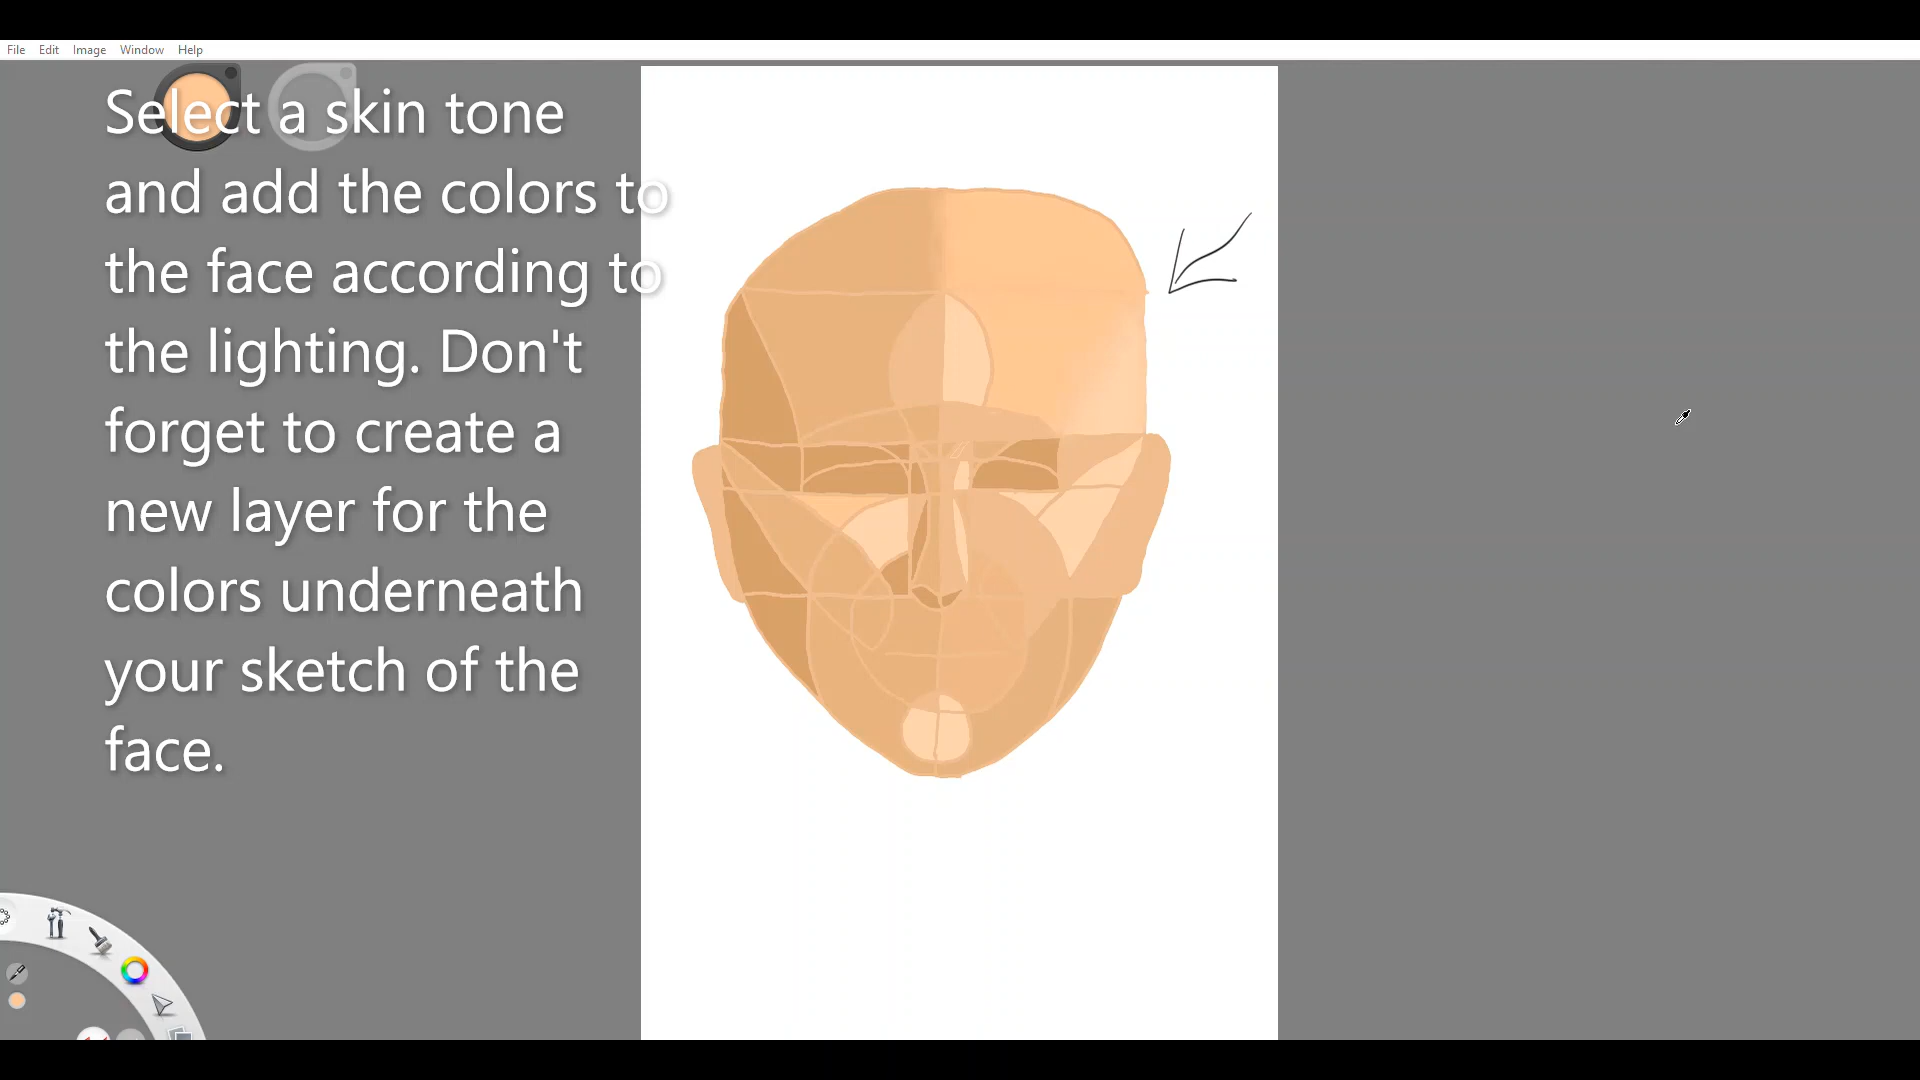 File Edit Image Window Help
Select a skin tone
and add the colors to
the face according to
the lighting. Don't
forget to create a
new layer for the
colors underneath
your sketch of the
face.